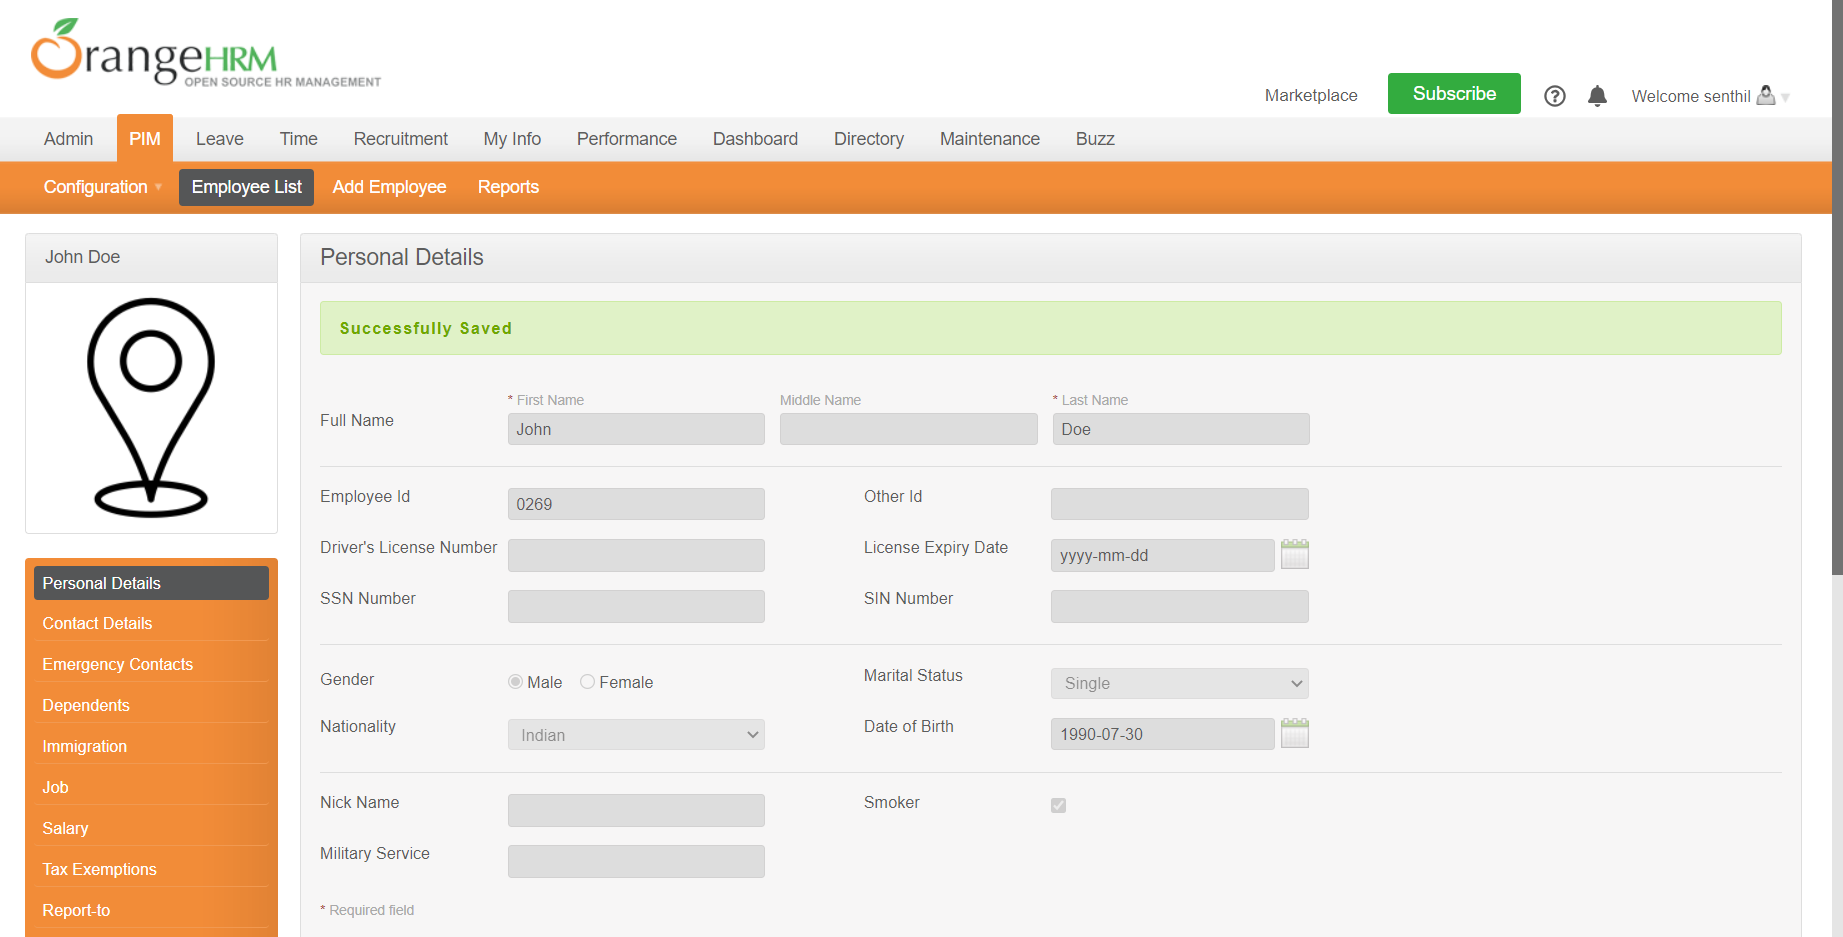 OrangeHRM
OPEN SOURCE HR MANAGEMENT
Marketplace Subscribe Welcome senthil
Admin PIM Leave Time Recruitment My Info Performance Dashboard Directory Maintenance Buzz
Configuration Employee List Add Employee Reports
John Doe
Personal Details
Contact Details
Emergency Contacts
Dependents
Immigration
Job
Salary
Tax Exemptions
Report-to
Personal Details
Successfully Saved
* First Name Middle Name * Last Name
Full Name John Doe
Employee Id 0269 Other Id
Driver's License Number License Expiry Date yyyy-mm-dd
SSN Number SIN Number
Gender Male Female Marital Status Single
Nationality Indian Date of Birth 1990-07-30
Nick Name Smoker
Military Service
* Required field